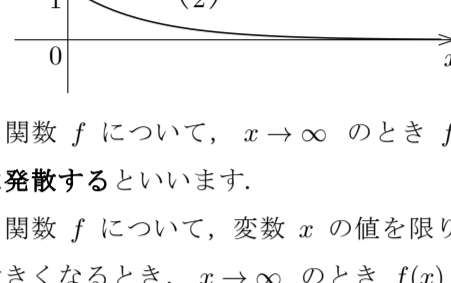 1 (2)
0
関数 f について, x → ∞ のとき f
発散するといいます.
関数 f について, 変数 x の値を限り
きくなるとき, x → ∞ のとき f(x)